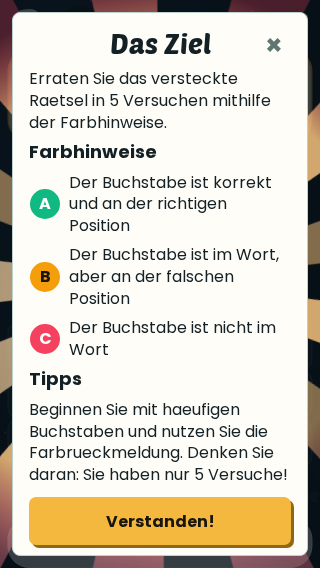 Das Ziel ✖
Erraten Sie das versteckte
Raetsel in 5 Versuchen mithilfe
der Farbhinweise.
Farbhinweise
A Der Buchstabe ist korrekt
und an der richtigen
Position
B Der Buchstabe ist im Wort,
aber an der falschen
Position
C Der Buchstabe ist nicht im
Wort
Tipps
Beginnen Sie mit haeufigen
Buchstaben und nutzen Sie die
Farbrueckmeldung. Denken Sie
daran: Sie haben nur 5 Versuche!
Verstanden!